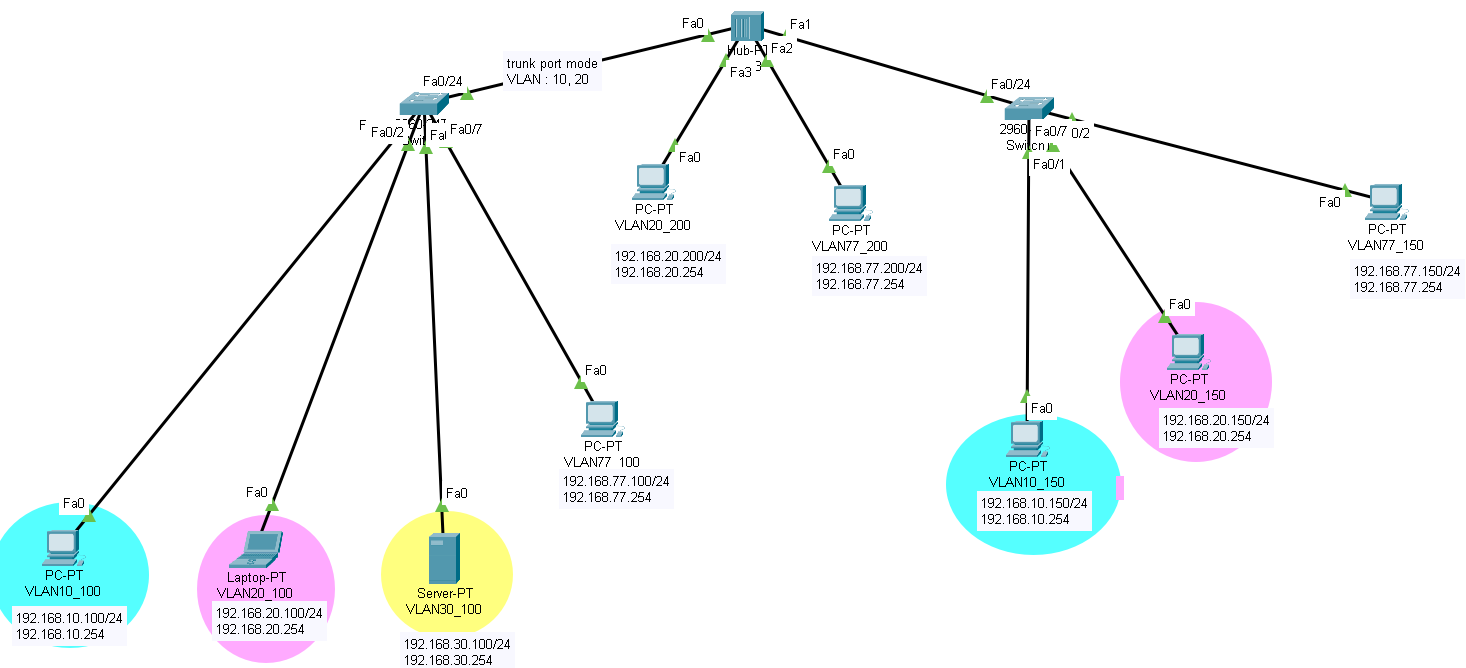 Fa0
Fa1
Hub-PT
Fa2
Fa3
3
trunk port mode
VLAN : 10, 20
Fa0/24
Fa0/2
Fa0/7
Fa0/24
2960
Fa0/7
0/2
Switch
Fa0/1
Fa0
PC-PT
VLAN20_200
192.168.20.200/24
192.168.20.254
Fa0
PC-PT
VLAN77_200
192.168.77.200/24
192.168.77.254
Fa0
PC-PT
VLAN77_150
192.168.77.150/24
192.168.77.254
Fa0
PC-PT
VLAN20_150
192.168.20.150/24
192.168.20.254
Fa0
PC-PT
VLAN77_100
192.168.77.100/24
192.168.77.254
Fa0
PC-PT
VLAN10_150
192.168.10.150/24
192.168.10.254
Fa0
PC-PT
VLAN10_100
192.168.10.100/24
192.168.10.254
Fa0
Laptop-PT
VLAN20_100
192.168.20.100/24
192.168.20.254
Fa0
Server-PT
VLAN30_100
192.168.30.100/24
192.168.30.254